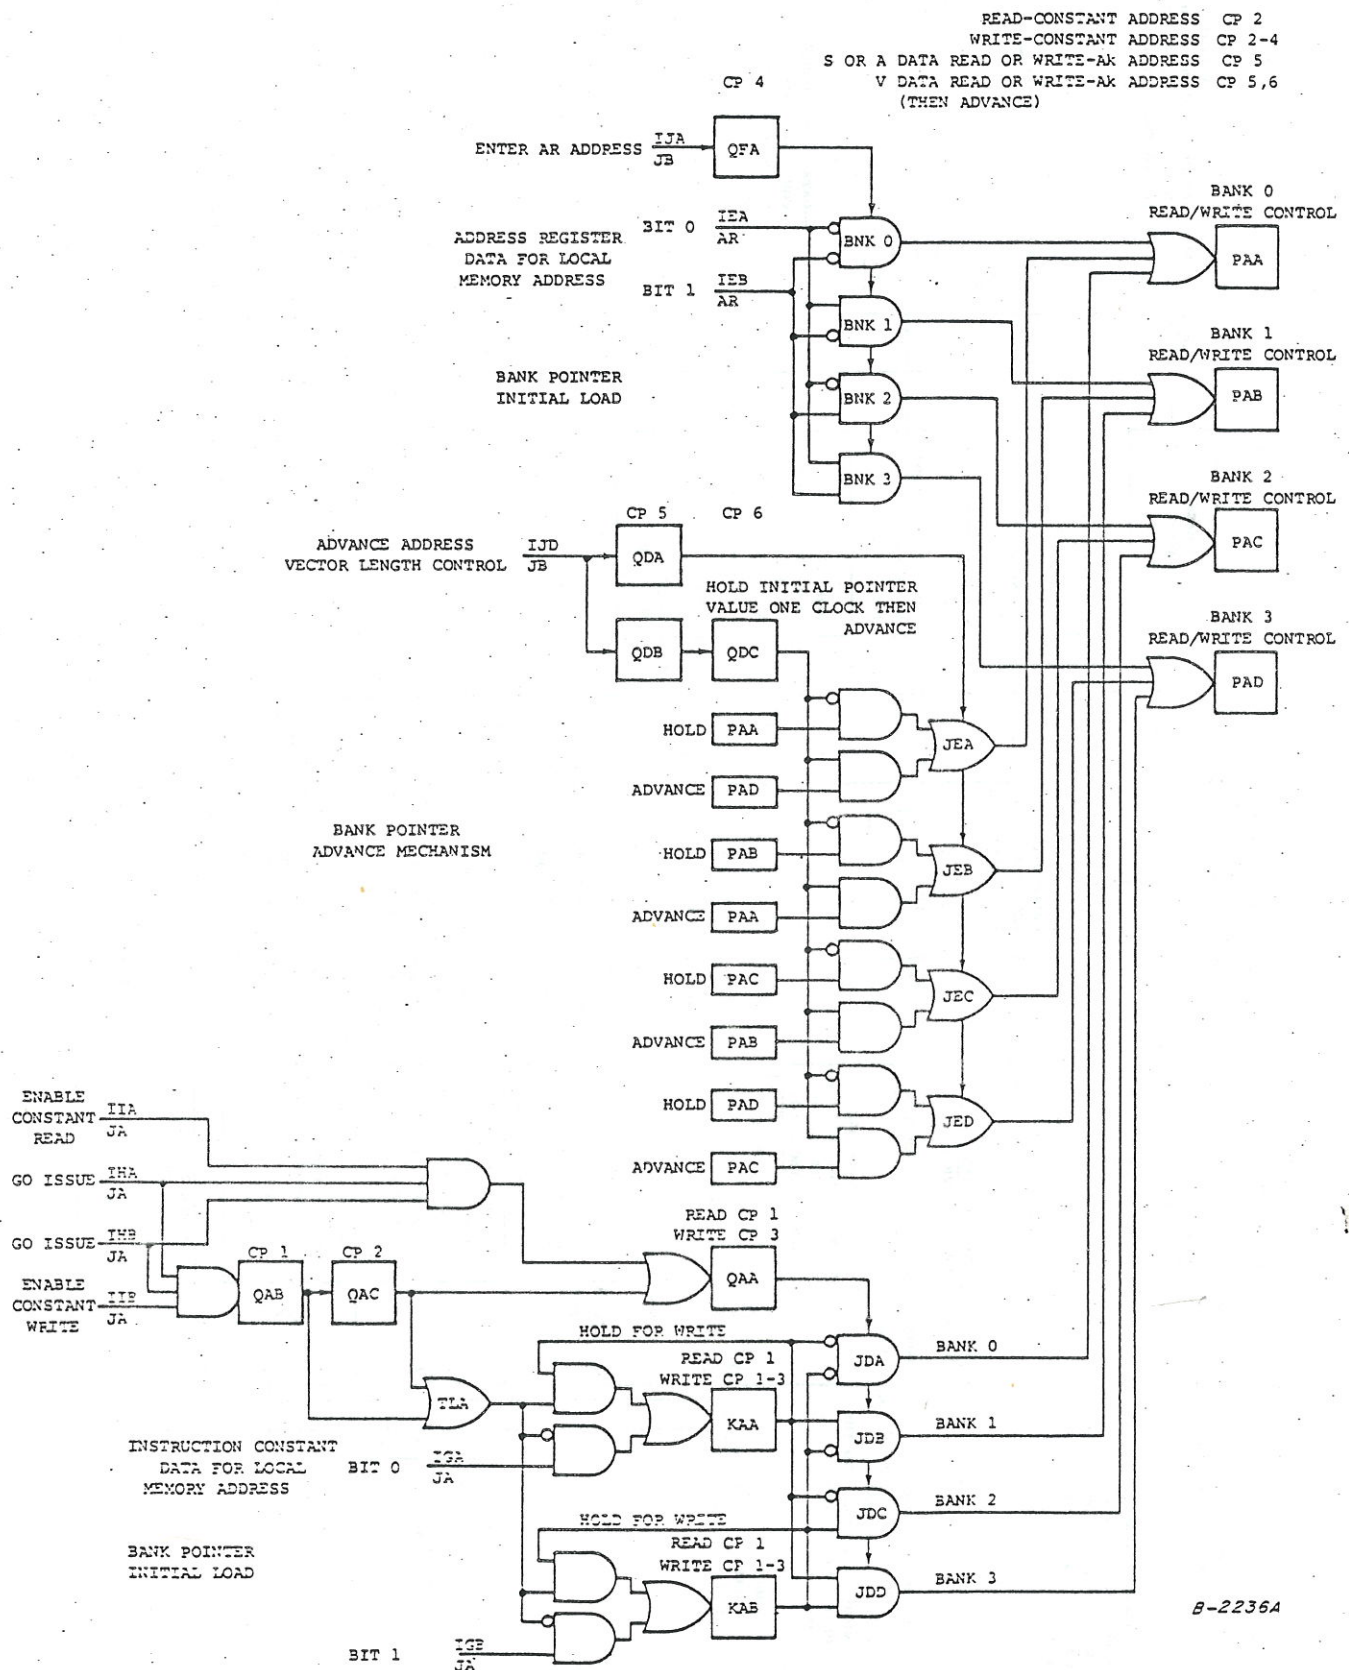 READ-CONSTANT ADDRESS CP 2
WRITE-CONSTANT ADDRESS CP 2-4
S OR A DATA READ OR WRITE-Ak ADDRESS CP 5
V DATA READ OR WRITE-Ak ADDRESS CP 5,6
(THEN ADVANCE)
CP 4
ENTER AR ADDRESS
IJA
JB
QFA
ADDRESS REGISTER
DATA FOR LOCAL
MEMORY ADDRESS
BIT 0
IEA
AR
BIT 1
IEB
AR
BNK 0
BNK 1
BNK 2
BNK 3
BANK POINTER
INITIAL LOAD
BANK 0
READ/WRITE CONTROL
PAA
BANK 1
READ/WRITE CONTROL
PAB
BANK 2
READ/WRITE CONTROL
PAC
BANK 3
READ/WRITE CONTROL
PAD
CP 5
CP 6
ADVANCE ADDRESS
VECTOR LENGTH CONTROL
IJD
JB
QDA
HOLD INITIAL POINTER
VALUE ONE CLOCK THEN
ADVANCE
QDB
QDC
HOLD PAA
JEA
ADVANCE PAD
BANK POINTER
ADVANCE MECHANISM
HOLD PAB
JEB
ADVANCE PAA
HOLD PAC
JEC
ADVANCE PAB
HOLD PAD
JED
ADVANCE PAC
ENABLE
CONSTANT
READ
IIA
JA
GO ISSUE
IHA
JA
GO ISSUE
IHB
JA
ENABLE
CONSTANT
WRITE
IIB
JA
CP 1
QAB
CP 2
QAC
READ CP 1
WRITE CP 3
QAA
TLA
HOLD FOR WRITE
READ CP 1
WRITE CP 1-3
KAA
JDA
BANK 0
JDB
BANK 1
INSTRUCTION CONSTANT
DATA FOR LOCAL
MEMORY ADDRESS
BIT 0
IGA
JA
JDC
BANK 2
HOLD FOR WRITE
READ CP 1
WRITE CP 1-3
KAB
JDD
BANK 3
BANK POINTER
INITIAL LOAD
BIT 1
IGB
JA
B-2236A